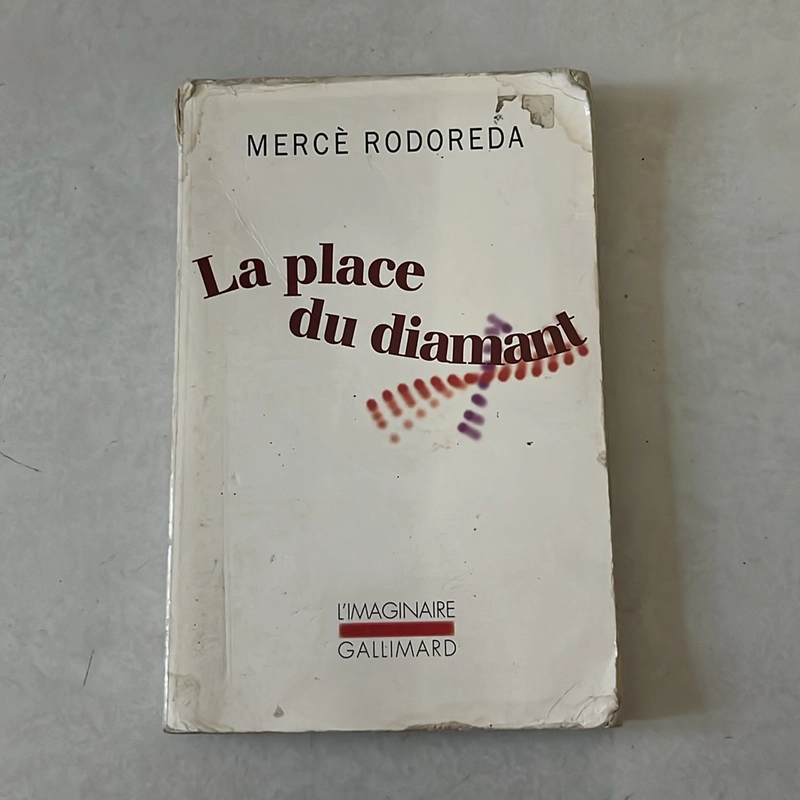 MERCÈ RODOREDA
La place
du diamant
L'IMAGINAIRE
GALLIMARD